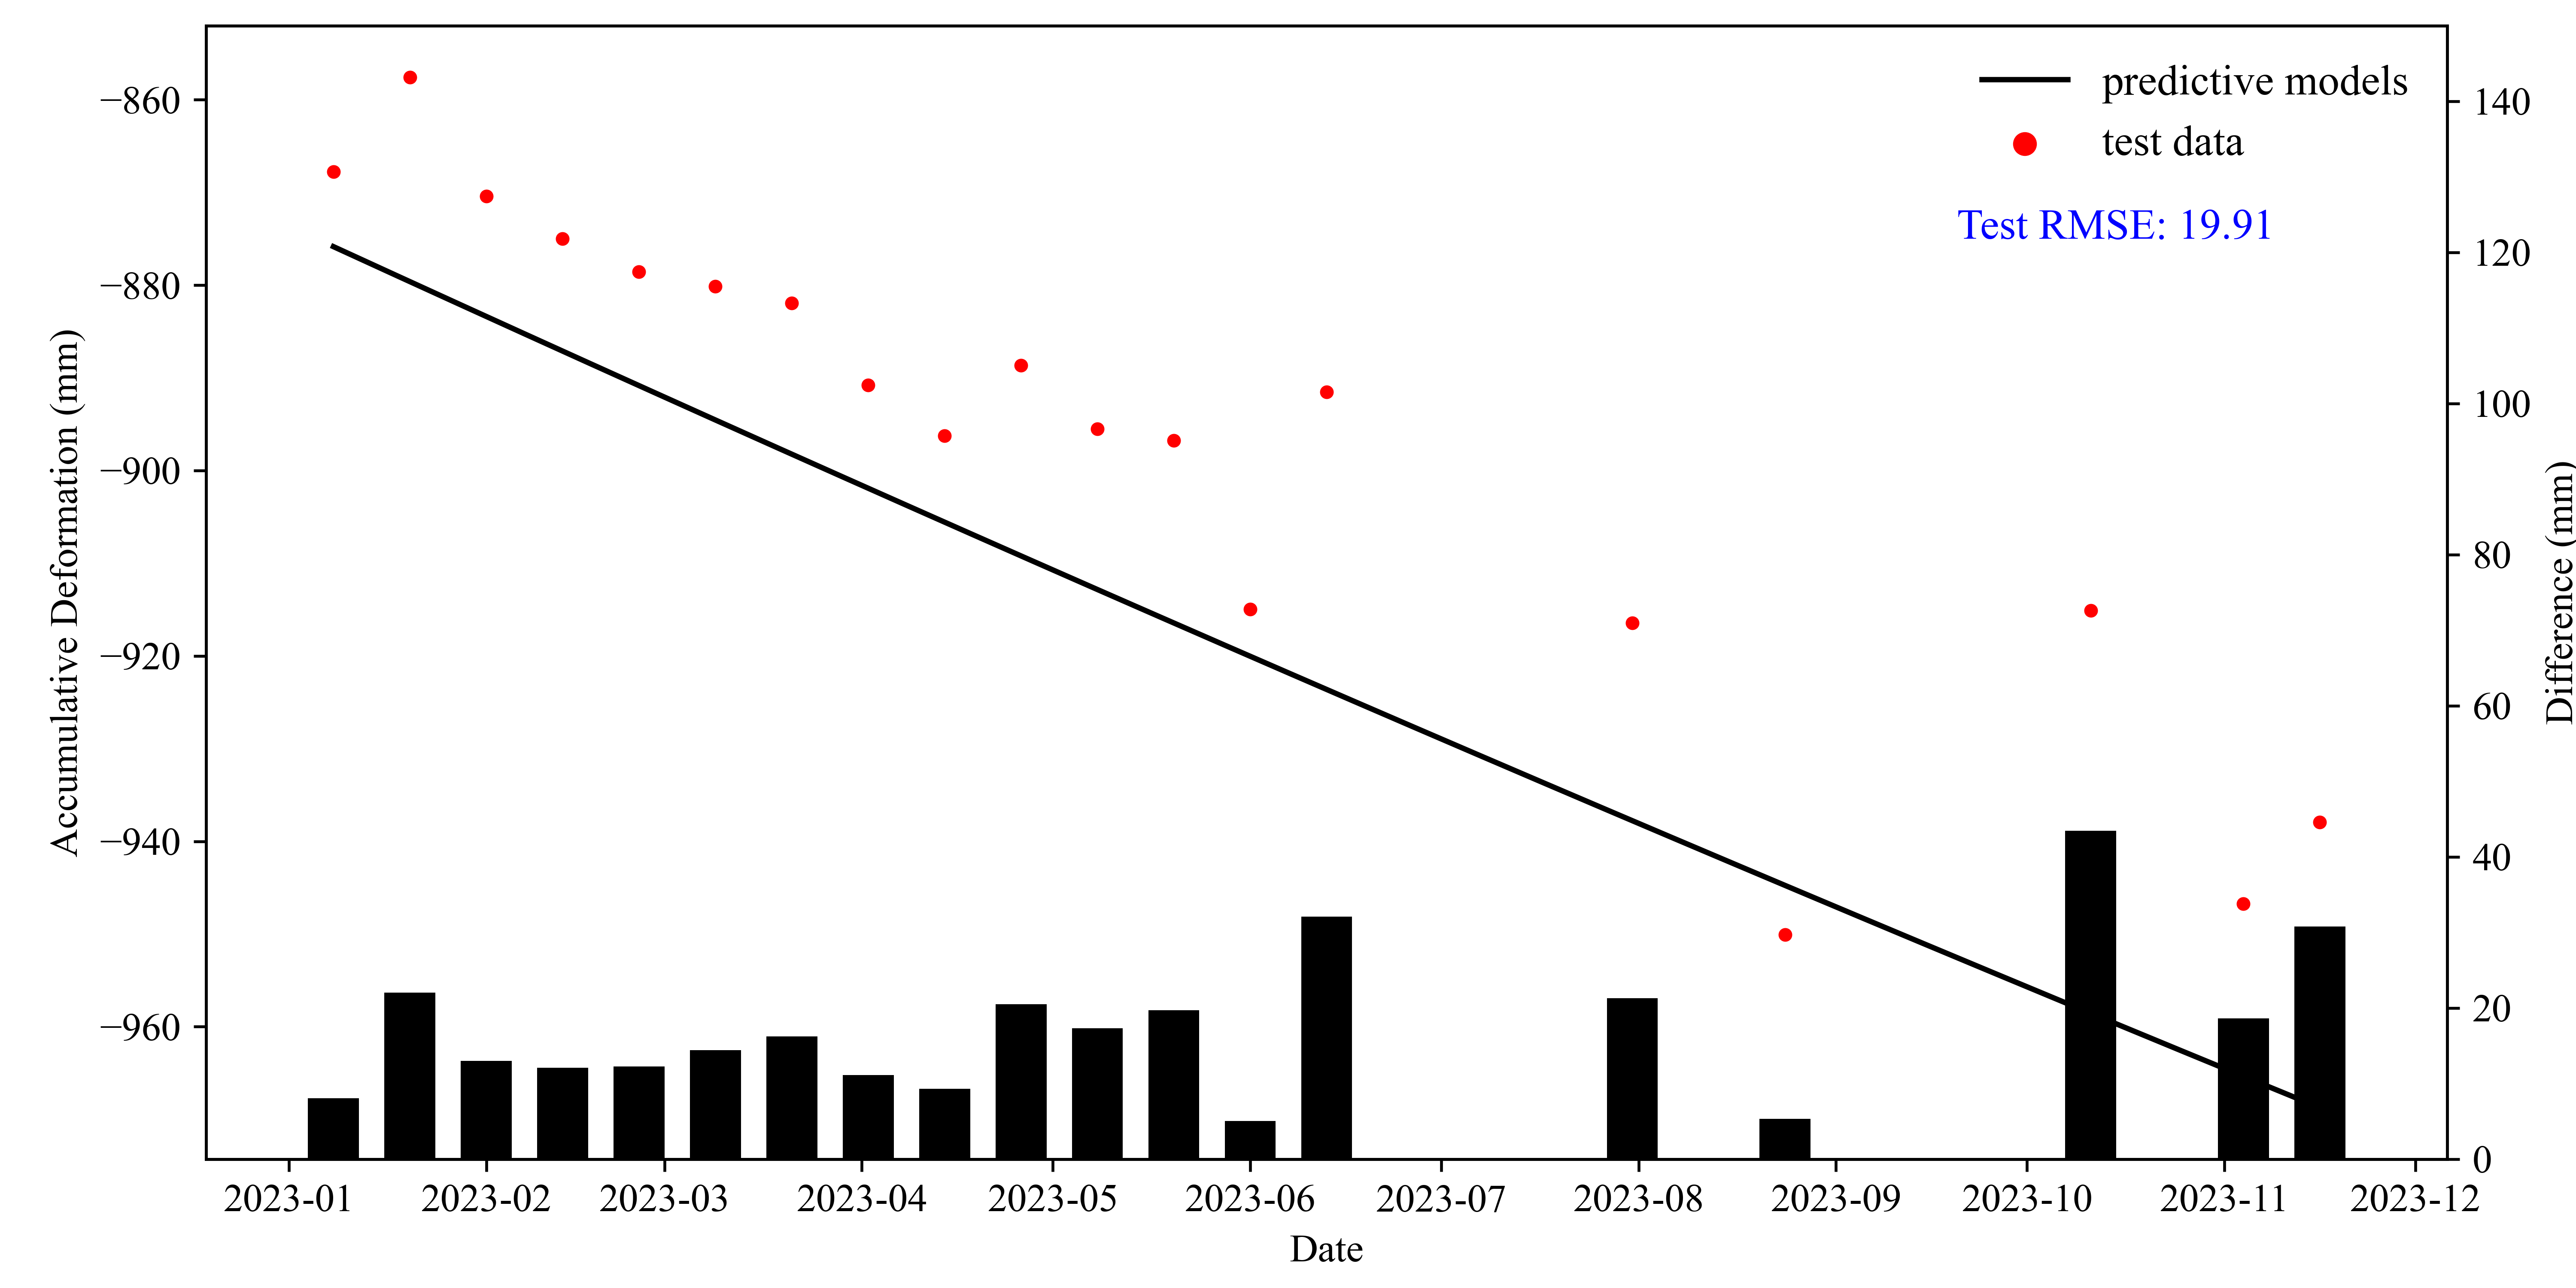 predictive models
test data
Test RMSE: 19.91
Accumulative Deformation (mm)
−860
−880
−900
−920
−940
−960
140
120
100
80
60
40
20
0
Difference (mm)
2023-01 2023-02 2023-03 2023-04 2023-05 2023-06 2023-07 2023-08 2023-09 2023-10 2023-11 2023-12
Date